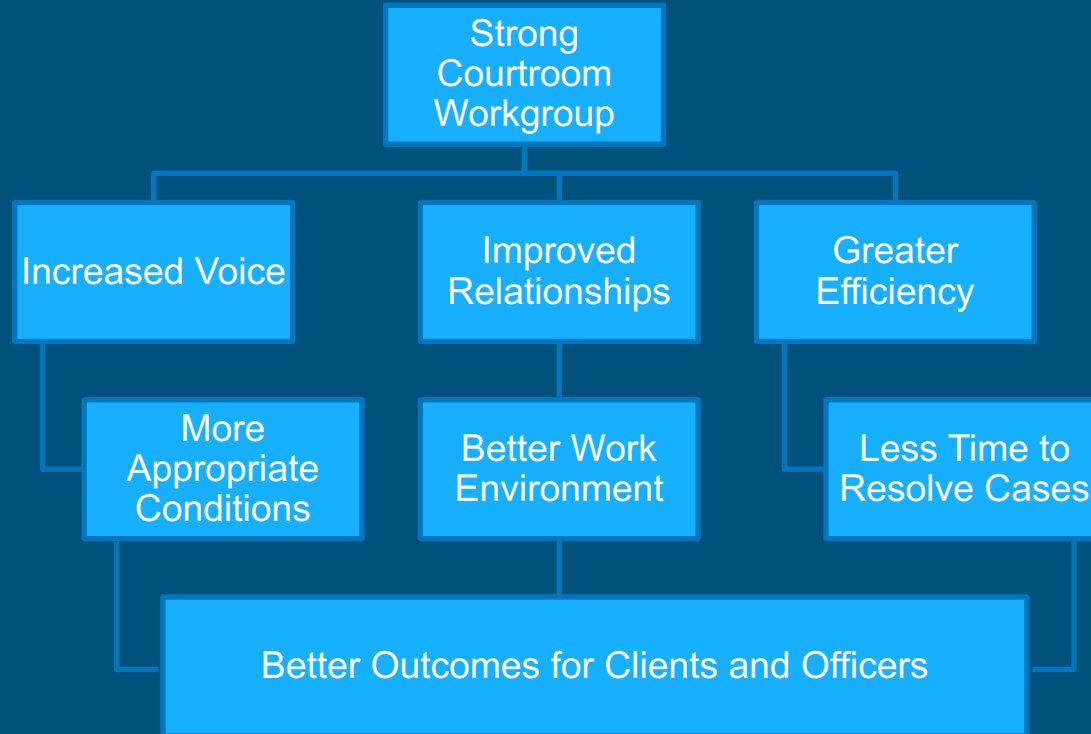 Strong
Courtroom
Workgroup
Increased Voice
Improved
Relationships
Greater
Efficiency
More
Appropriate
Conditions
Better Work
Environment
Less Time to
Resolve Cases
Better Outcomes for Clients and Officers